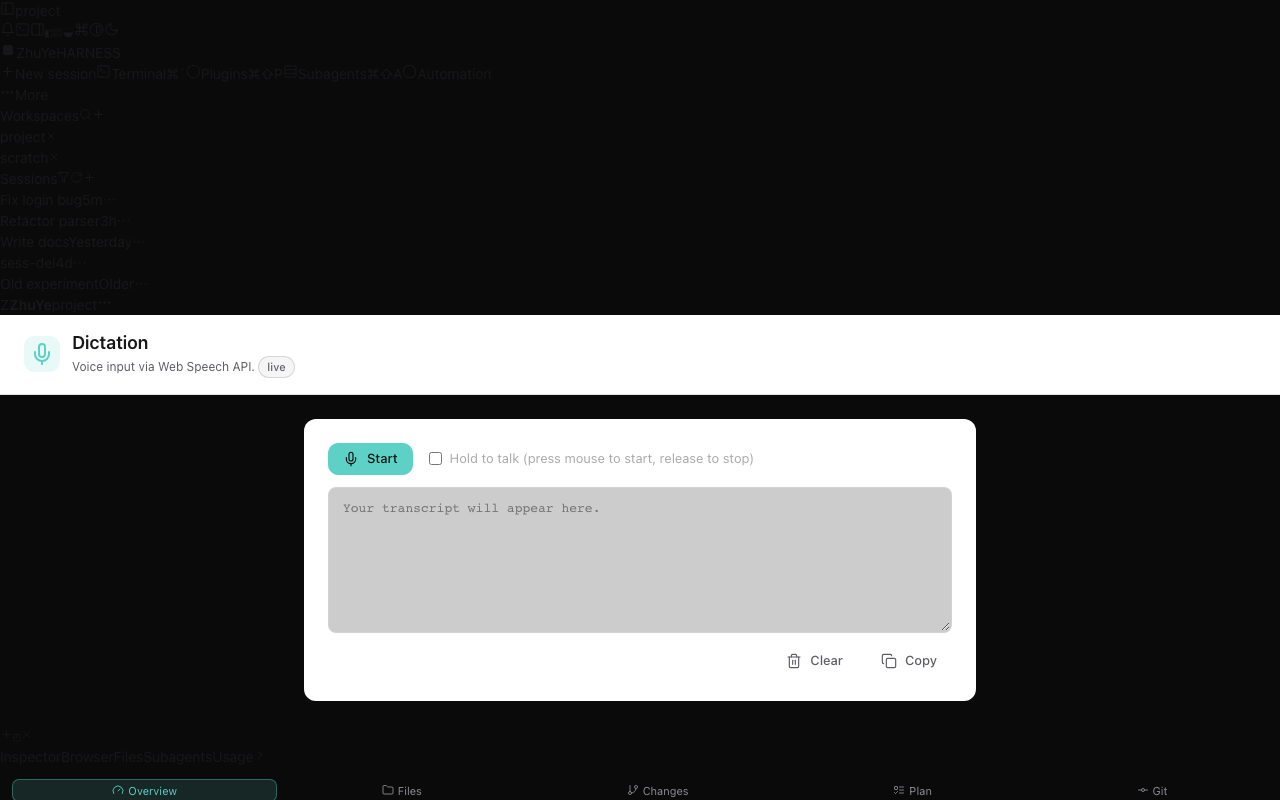 project
ZhuYeHARNESS
New session Terminal⌘ Plugins⌘⇧P Subagents⌘⇧A Automation
More
Workspaces
project
scratch
Sessions
Fix login bug5m
Refactor parser3h
Write docsYesterday
sess-del4d
Old experimentOlder
ZZhuYeproject
Dictation
Voice input via Web Speech API. live
Start Hold to talk (press mouse to start, release to stop)
Your transcript will appear here.
Clear Copy
InspectorBrowserFilesSubagentsUsage
Overview Files Changes Plan Git